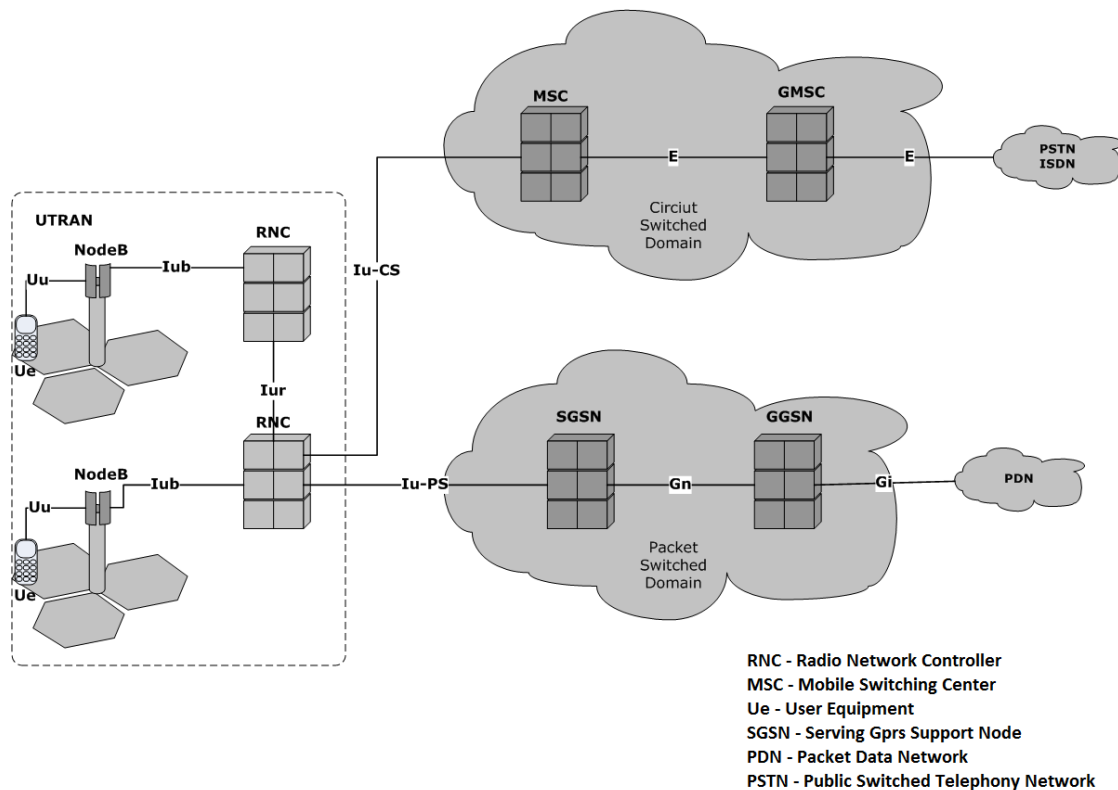 MSC
GMSC
E
E
PSTN
ISDN
Circiut
Switched
Domain
UTRAN
NodeB
RNC
Uu
Iub
Iu-CS
Ue
Iur
RNC
NodeB
Iub
Uu
Ue
Iu-PS
SGSN
GGSN
Gn
Gi
PDN
Packet
Switched
Domain
RNC - Radio Network Controller
MSC - Mobile Switching Center
Ue - User Equipment
SGSN - Serving Gprs Support Node
PDN - Packet Data Network
PSTN - Public Switched Telephony Network